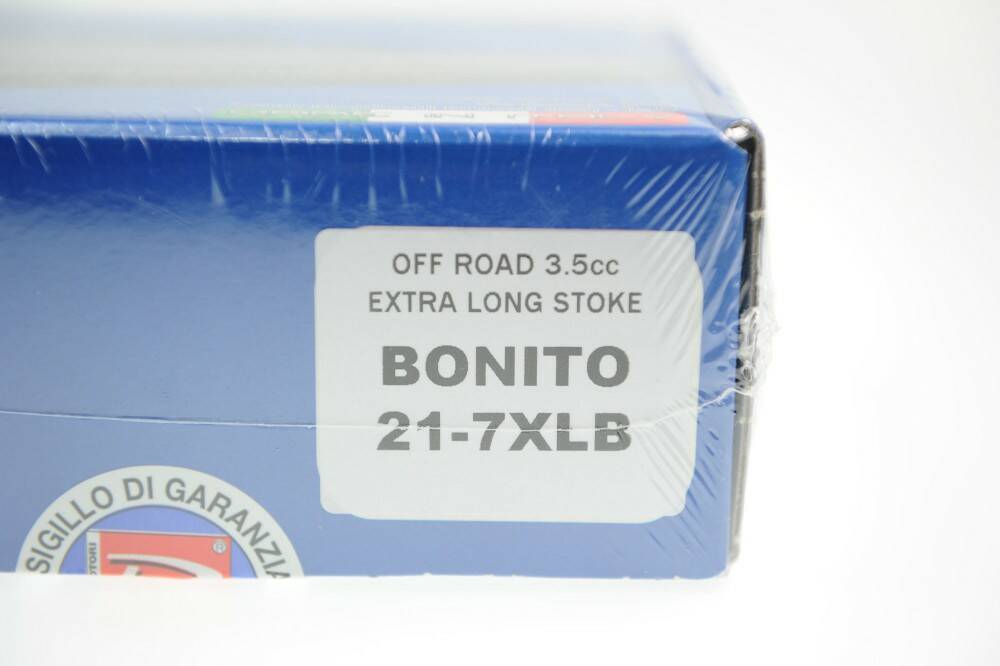 OFF ROAD 3.5cc
EXTRA LONG STOKE
BONITO
21-7XLB
SIGILLO DI GARANZIA
®